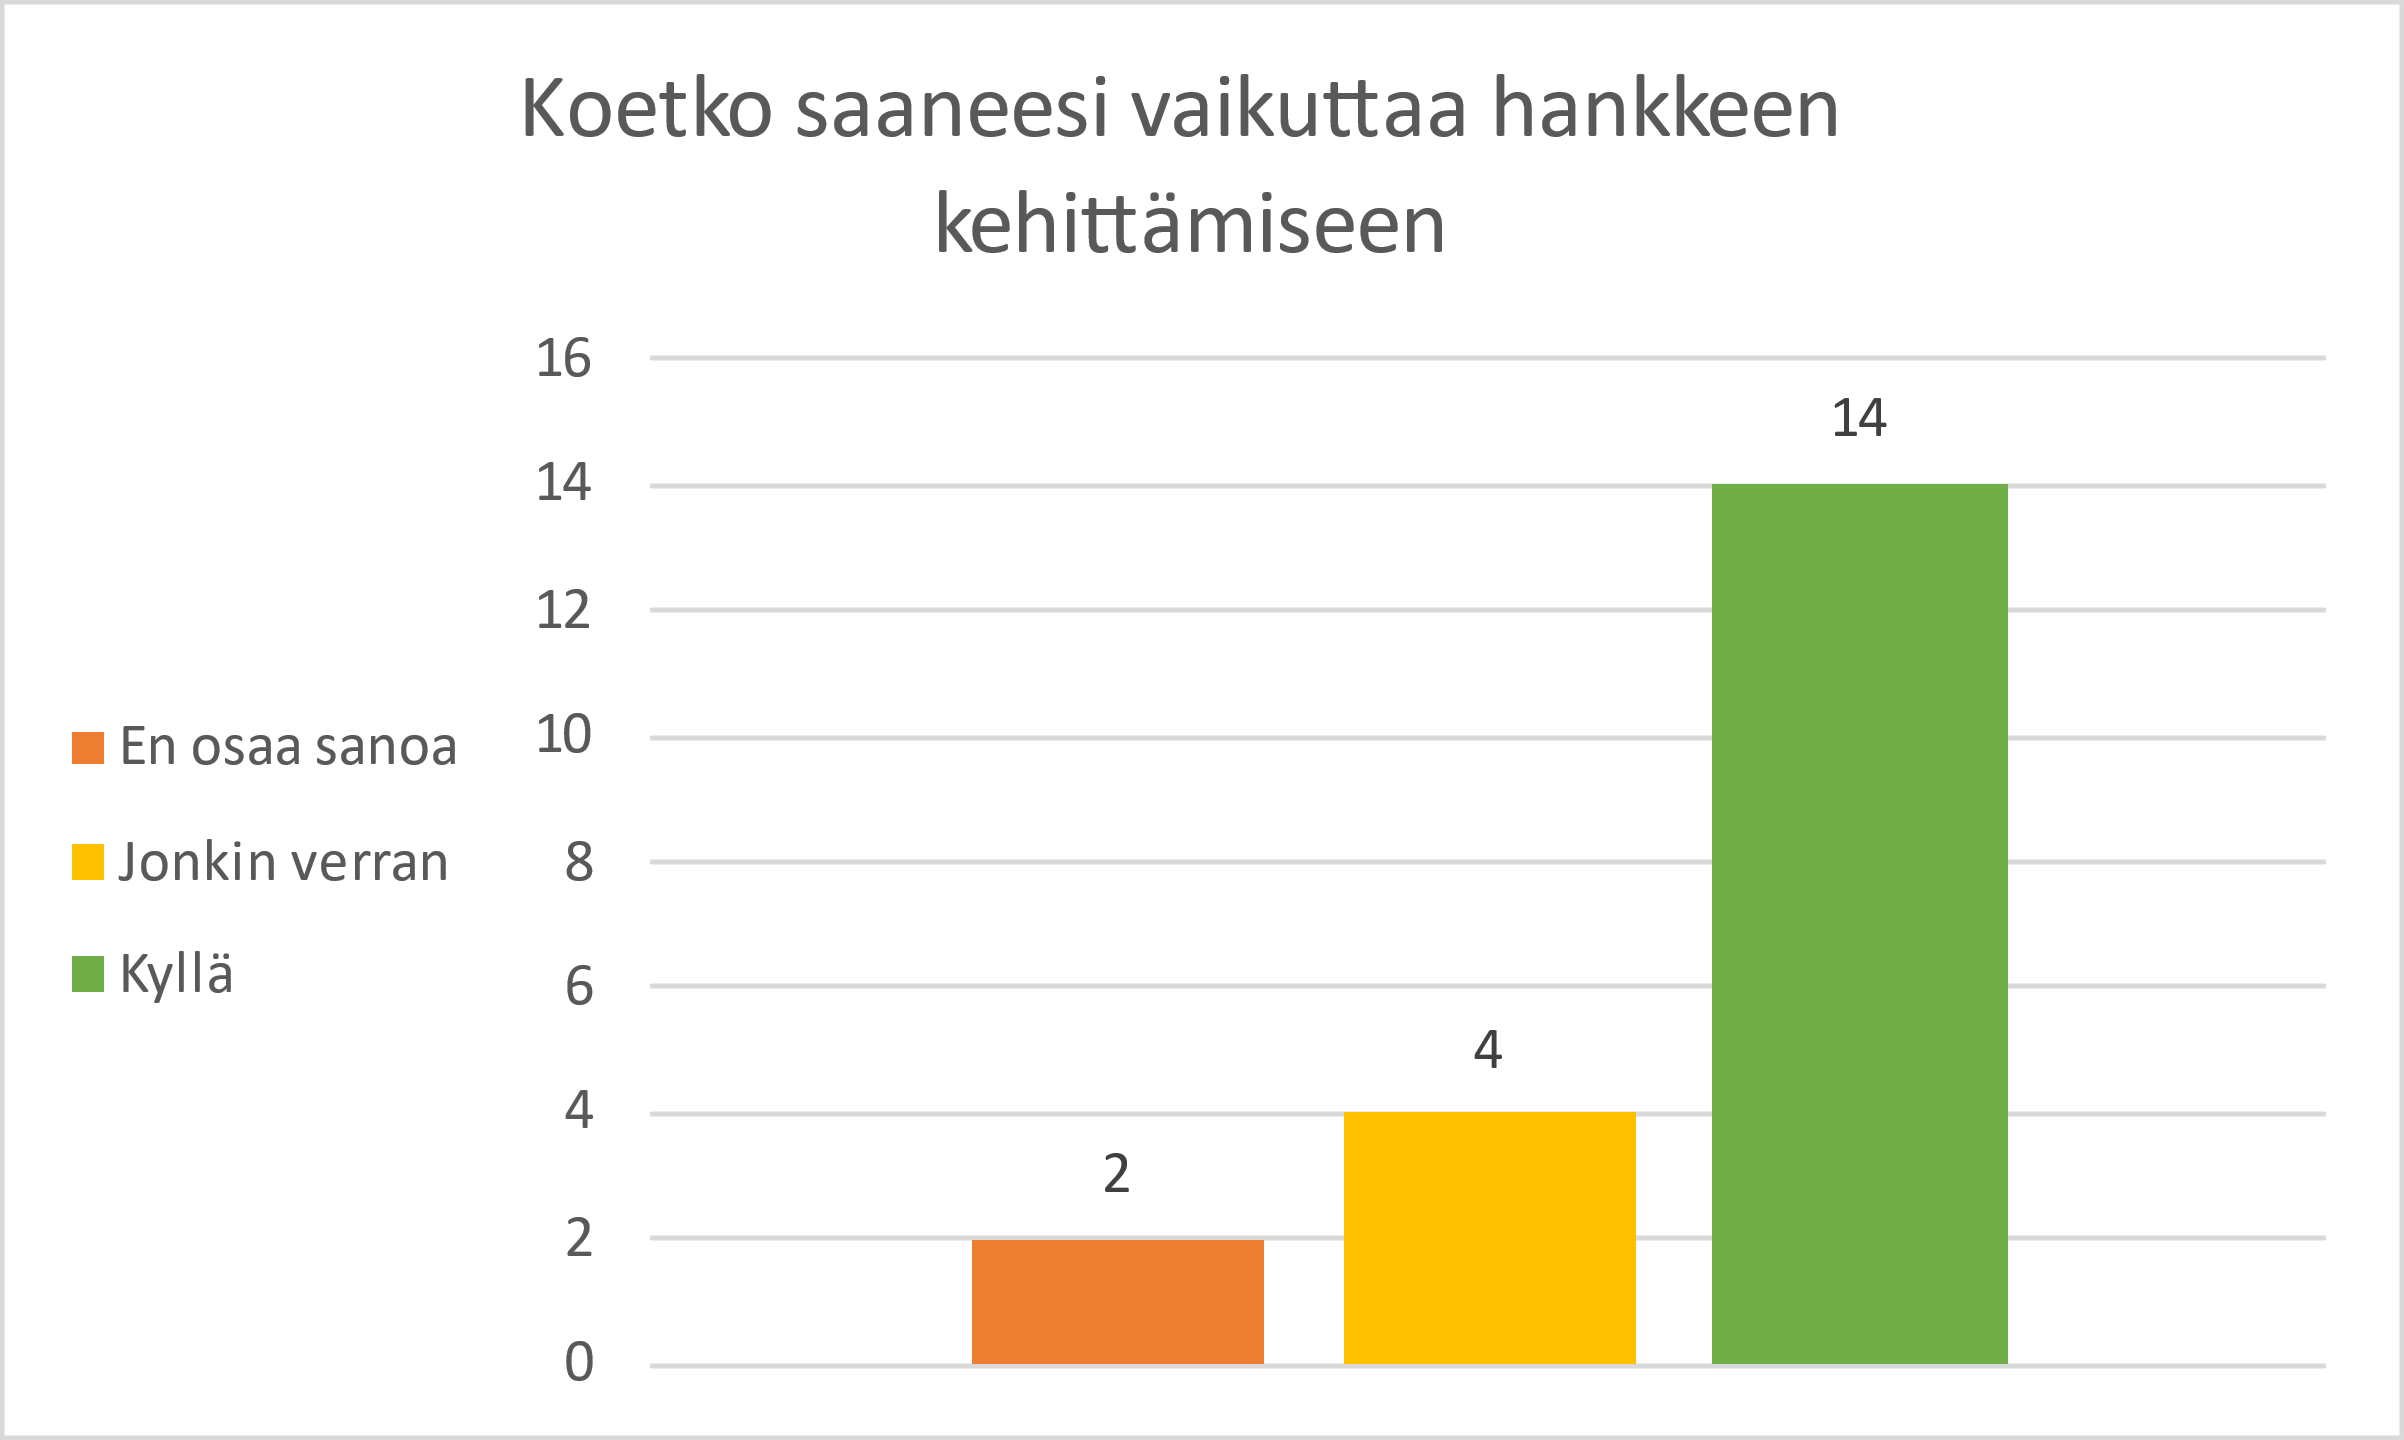 Koetko saaneesi vaikuttaa hankkeen
kehittämiseen
En osaa sanoa
Jonkin verran
Kyllä
16
14
12
10
8
6
4
2
0
2
4
14